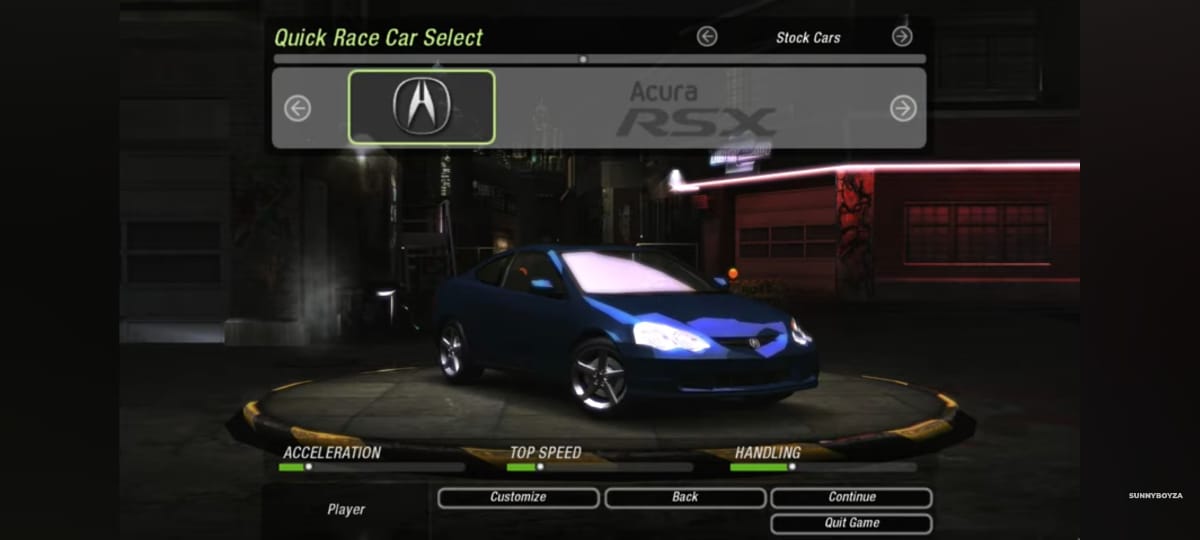 Quick Race Car Select
Stock Cars
Acura
RSX
ACCELERATION
TOP SPEED
HANDLING
Player
Customize
Back
Continue
Quit Game
SUNNYBOYZA